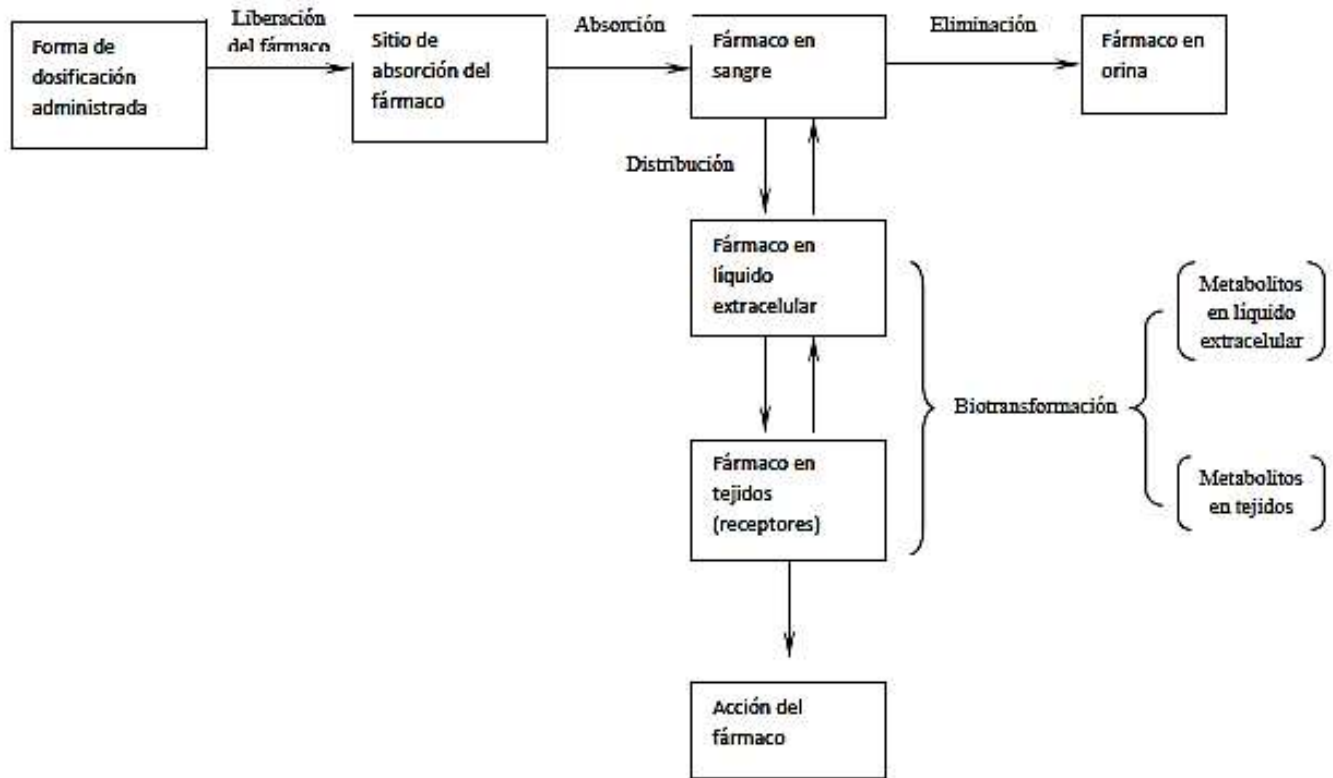 Liberación
del fármaco
Absorción
Eliminación
Forma de
dosificación
administrada
Sitio de
absorción del
fármaco
Fármaco en
sangre
Fármaco en
orina
Distribución
Fármaco en
líquido
extracelular
Biotransformación
Metabolitos
en líquido
extracelular
Fármaco en
tejidos
(receptores)
Metabolitos
en tejidos
Acción del
fármaco